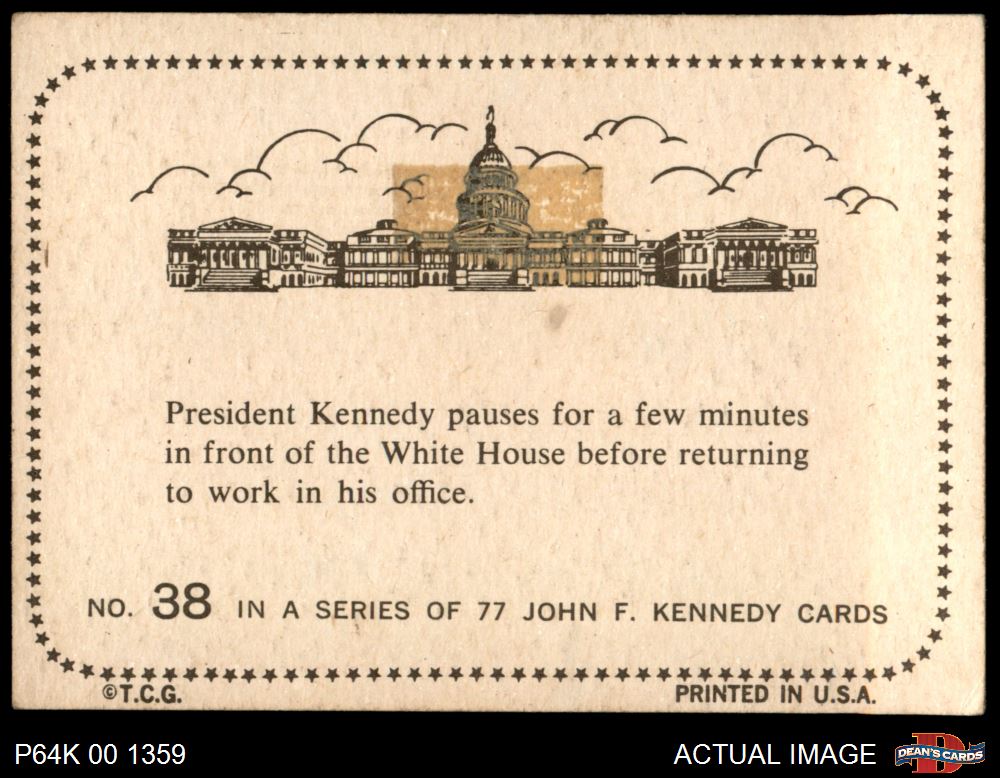 President Kennedy pauses for a few minutes
in front of the White House before returning
to work in his office.
NO. 38 IN A SERIES OF 77 JOHN F. KENNEDY CARDS
©T.C.G. PRINTED IN U.S.A.
P64K 00 1359 ACTUAL IMAGE DEAN'S CARDS